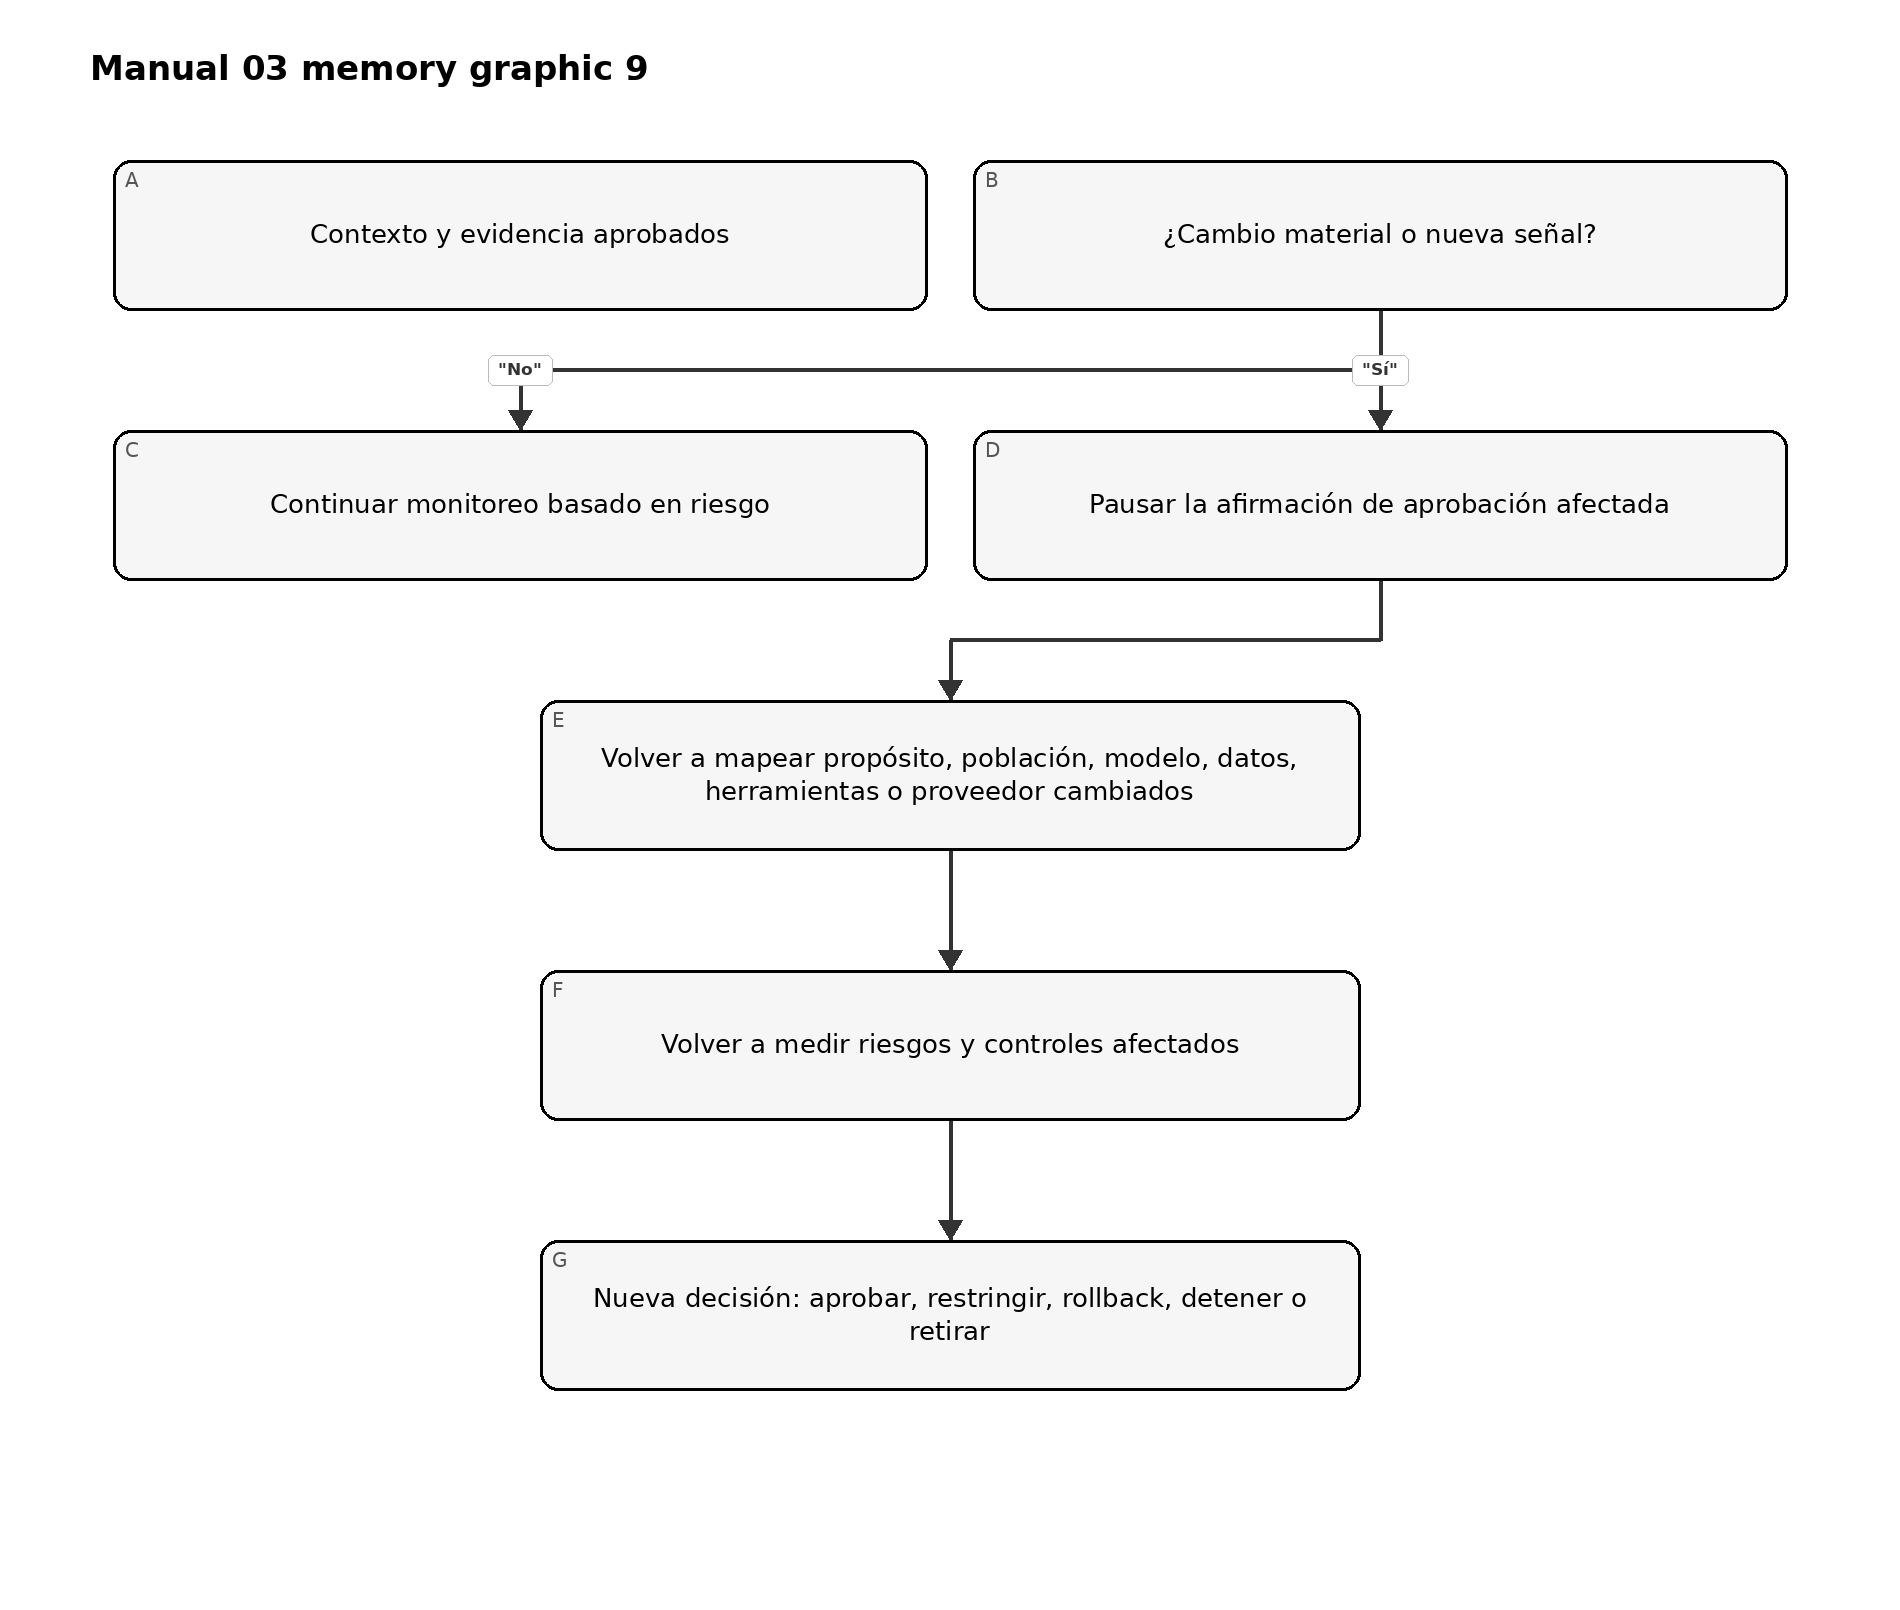 Manual 03 memory graphic 9
A
Contexto y evidencia aprobados
B
¿Cambio material o nueva señal?
"No"
"Sí"
C
Continuar monitoreo basado en riesgo
D
Pausar la afirmación de aprobación afectada
E
Volver a mapear propósito, población, modelo, datos,
herramientas o proveedor cambiados
F
Volver a medir riesgos y controles afectados
G
Nueva decisión: aprobar, restringir, rollback, detener o
retirar